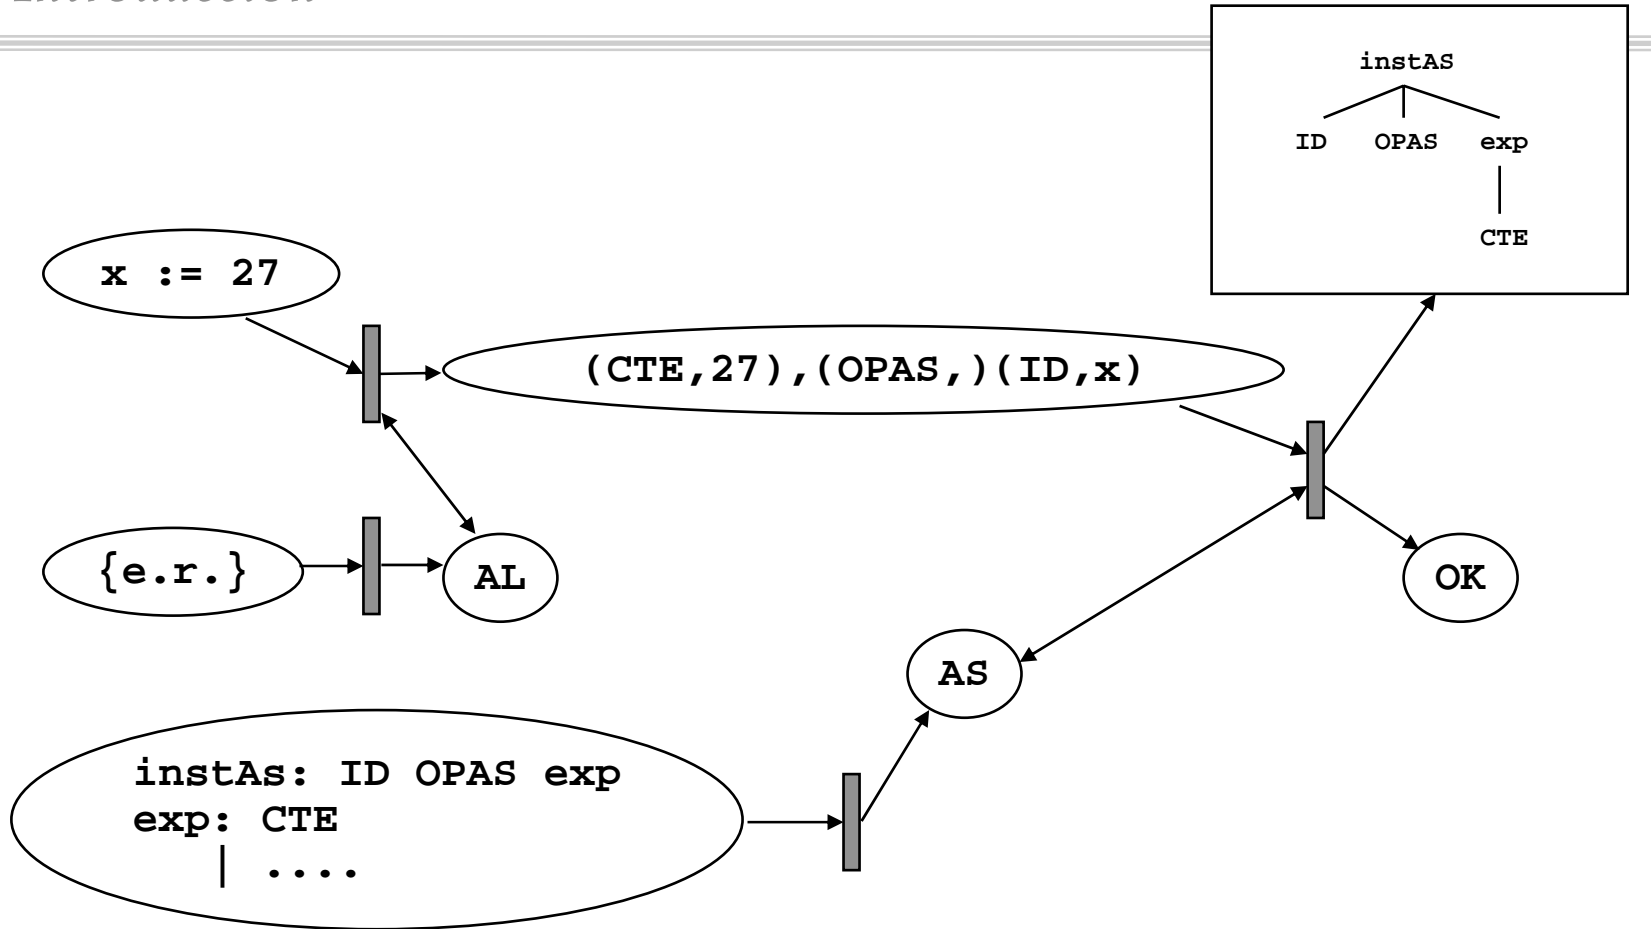 instAS
ID OPAS exp
CTE
x := 27
(CTE,27),(OPAS,)(ID,x)
{e.r.}
AL
OK
AS
instAs: ID OPAS exp
exp: CTE
| ....